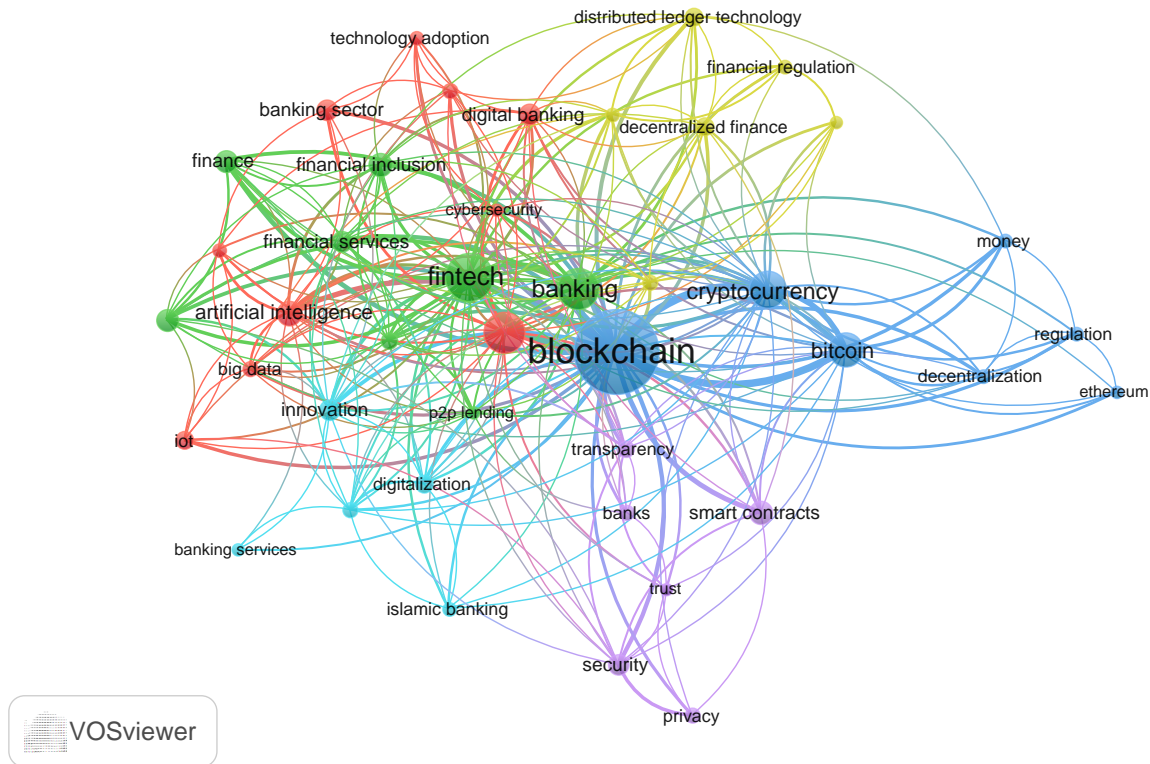 distributed ledger technology
technology adoption
financial regulation
banking sector
digital banking
decentralized finance
finance
financial inclusion
cybersecurity
financial services
money
fintech
banking
cryptocurrency
artificial intelligence
blockchain
bitcoin
regulation
big data
decentralization
ethereum
innovation
p2p lending
iot
transparency
digitalization
banks
smart contracts
banking services
trust
islamic banking
security
privacy
VOSviewer